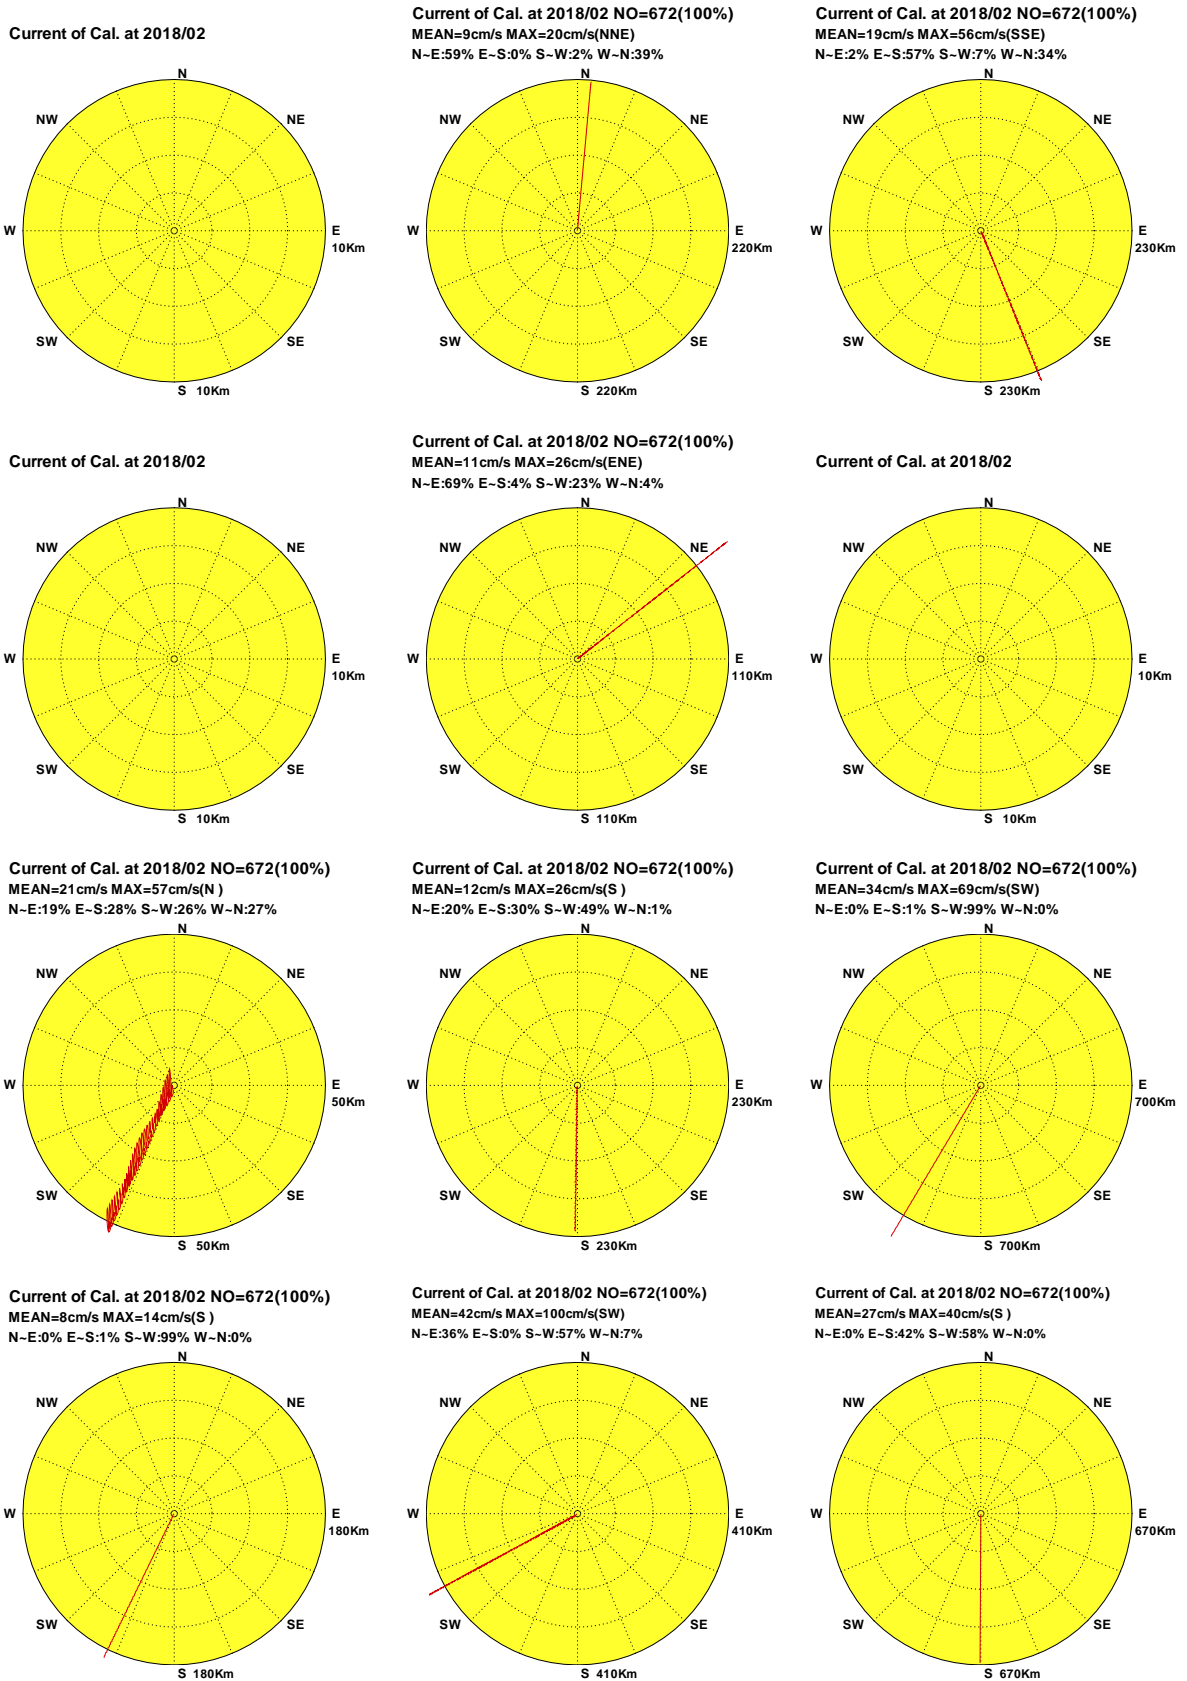 Current of Cal. at 2018/02
N
NW
NE
W
E
10Km
SW
SE
S 10Km
Current of Cal. at 2018/02 NO=672(100%)
MEAN=9cm/s MAX=20cm/s(NNE)
N~E:59% E~S:0% S~W:2% W~N:39%
N
NW
NE
W
E
220Km
SW
SE
S 220Km
Current of Cal. at 2018/02 NO=672(100%)
MEAN=19cm/s MAX=56cm/s(SSE)
N~E:2% E~S:57% S~W:7% W~N:34%
N
NW
NE
W
E
230Km
SW
SE
S 230Km
Current of Cal. at 2018/02
N
NW
NE
W
E
10Km
SW
SE
S 10Km
Current of Cal. at 2018/02 NO=672(100%)
MEAN=11cm/s MAX=26cm/s(ENE)
N~E:69% E~S:4% S~W:23% W~N:4%
N
NW
NE
W
E
110Km
SW
SE
S 110Km
Current of Cal. at 2018/02
N
NW
NE
W
E
10Km
SW
SE
S 10Km
Current of Cal. at 2018/02 NO=672(100%)
MEAN=21cm/s MAX=57cm/s(N )
N~E:19% E~S:28% S~W:26% W~N:27%
N
NW
NE
W
E
50Km
SW
SE
S 50Km
Current of Cal. at 2018/02 NO=672(100%)
MEAN=12cm/s MAX=26cm/s(S )
N~E:20% E~S:30% S~W:49% W~N:1%
N
NW
NE
W
E
230Km
SW
SE
S 230Km
Current of Cal. at 2018/02 NO=672(100%)
MEAN=34cm/s MAX=69cm/s(SW)
N~E:0% E~S:1% S~W:99% W~N:0%
N
NW
NE
W
E
700Km
SW
SE
S 700Km
Current of Cal. at 2018/02 NO=672(100%)
MEAN=8cm/s MAX=14cm/s(S )
N~E:0% E~S:1% S~W:99% W~N:0%
N
NW
NE
W
E
180Km
SW
SE
S 180Km
Current of Cal. at 2018/02 NO=672(100%)
MEAN=42cm/s MAX=100cm/s(SW)
N~E:36% E~S:0% S~W:57% W~N:7%
N
NW
NE
W
E
410Km
SW
SE
S 410Km
Current of Cal. at 2018/02 NO=672(100%)
MEAN=27cm/s MAX=40cm/s(S )
N~E:0% E~S:42% S~W:58% W~N:0%
N
NW
NE
W
E
670Km
SW
SE
S 670Km